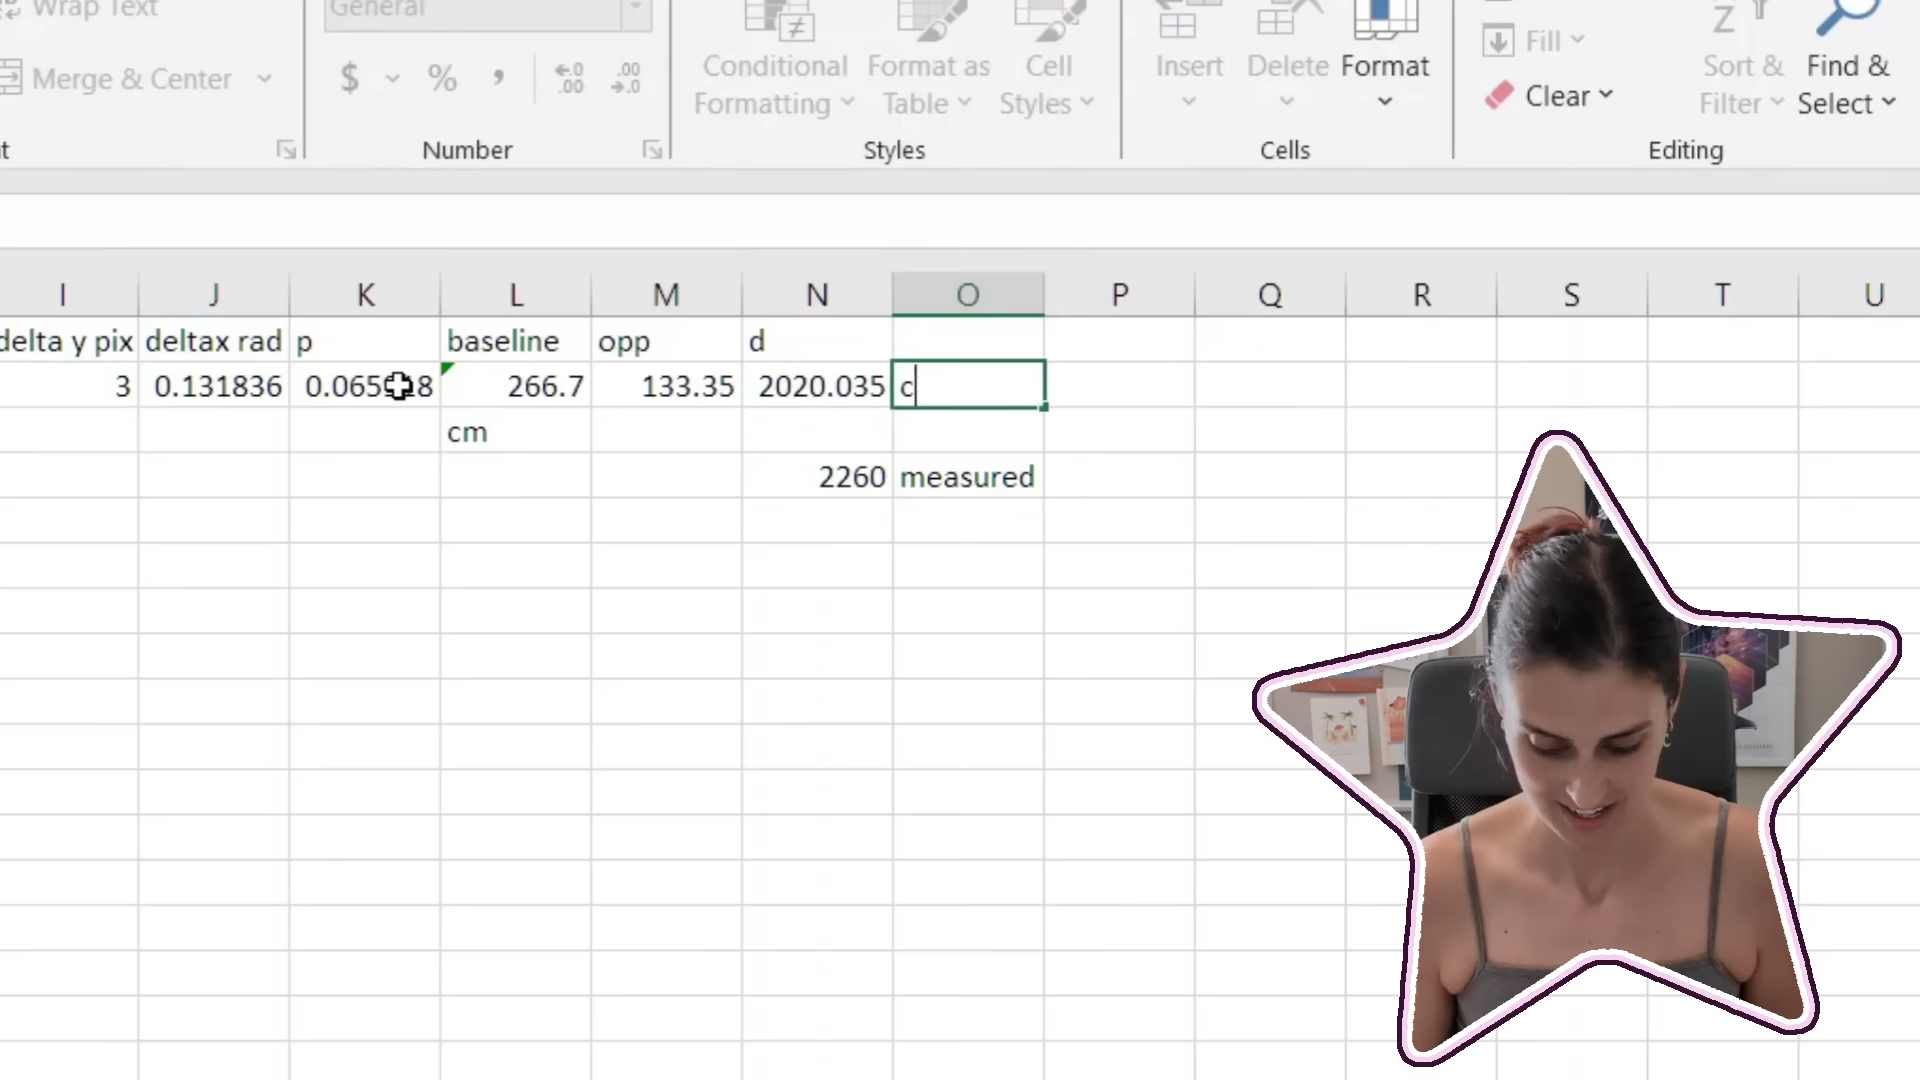 Wrap Text
General
Merge & Center
$ % ,
Conditional Formatting
Format as Table
Cell Styles
Insert
Delete
Format
Fill
Clear
Sort & Filter
Find & Select
Number
Styles
Cells
Editing
I J K L M N O P Q R S T U
delta y pix deltax rad p baseline opp d
3 0.131836 266.7 133.35 2020.035 c
cm
2260 measured